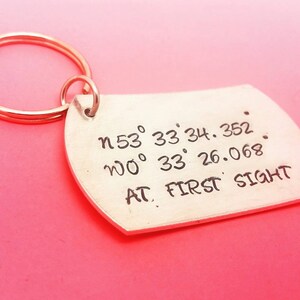 N53° 33' 34.352"
W0° 33' 26.068"
AT FIRST SIGHT